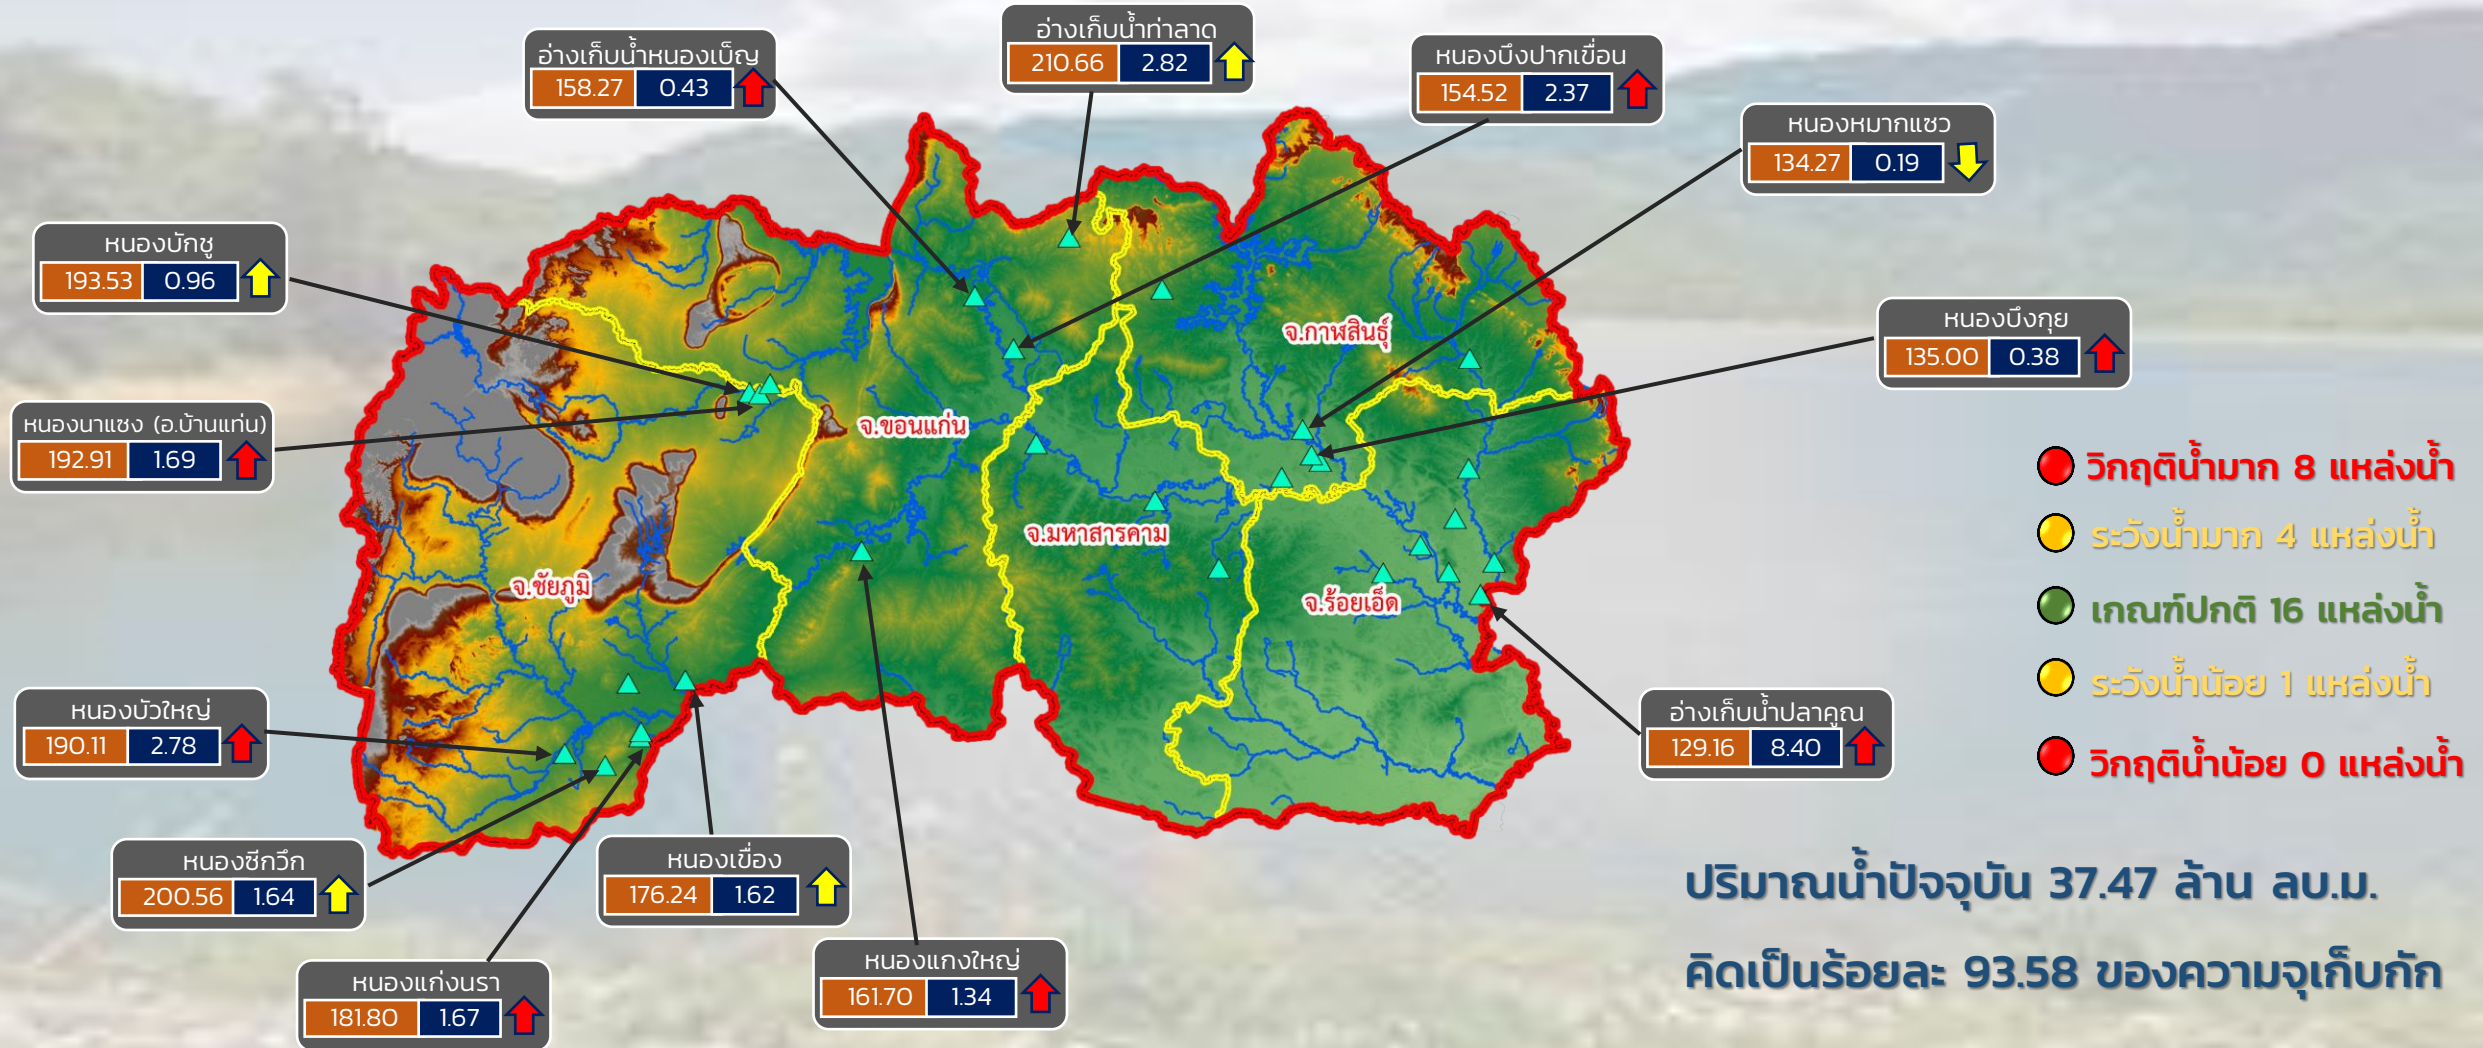 อ่างเก็บน้ำหนองเบ็ญ
158.27 0.43
อ่างเก็บน้ำท่าลาด
210.66 2.82
หนองบึงปากเขื่อน
154.52 2.37
หนองหมากแซว
134.27 0.19
หนองบักชู
193.53 0.96
หนองบึงกุย
135.00 0.38
หนองนาแซง (อ.บ้านแท่น)
192.91 1.69
จ.กาฬสินธุ์
จ.ขอนแก่น
จ.มหาสารคาม
จ.ชัยภูมิ
จ.ร้อยเอ็ด
วิกฤติน้ำมาก 8 แหล่งน้ำ
ระวังน้ำมาก 4 แหล่งน้ำ
เกณฑ์ปกติ 16 แหล่งน้ำ
ระวังน้ำน้อย 1 แหล่งน้ำ
วิกฤติน้ำน้อย 0 แหล่งน้ำ
หนองบัวใหญ่
190.11 2.78
อ่างเก็บน้ำปลาคูณ
129.16 8.40
หนองซีกวึก
200.56 1.64
หนองเขื่อง
176.24 1.62
หนองแก่งนรา
181.80 1.67
หนองแกงใหญ่
161.70 1.34
ปริมาณน้ำปัจจุบัน 37.47 ล้าน ลบ.ม.
คิดเป็นร้อยละ 93.58 ของความจุเก็บกัก